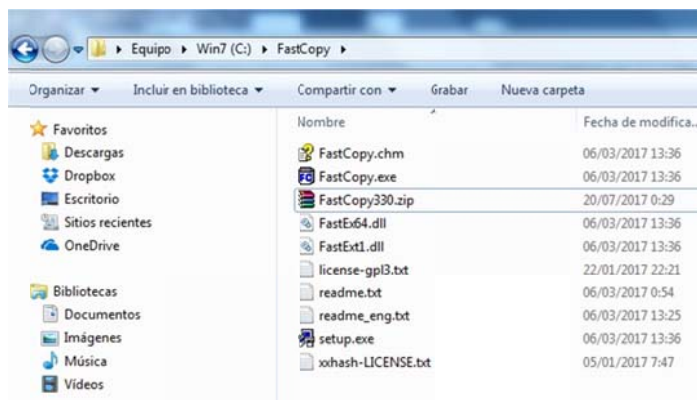 Equipo Win7 (C:) FastCopy
Organizar Incluir en biblioteca Compartir con Grabar Nueva carpeta
Favoritos
Descargas
Dropbox
Escritorio
Sitios recientes
OneDrive
Bibliotecas
Documentos
Imágenes
Música
Vídeos
Nombre Fecha de modifica...
FastCopy.chm 06/03/2017 13:36
FastCopy.exe 06/03/2017 13:36
FastCopy330.zip 20/07/2017 0:29
FastEx64.dll 06/03/2017 13:36
FastExt1.dll 06/03/2017 13:36
license-gpl3.txt 22/01/2017 22:21
readme.txt 06/03/2017 0:54
readme_eng.txt 06/03/2017 13:25
setup.exe 06/03/2017 13:36
xxhash-LICENSE.txt 05/01/2017 7:47